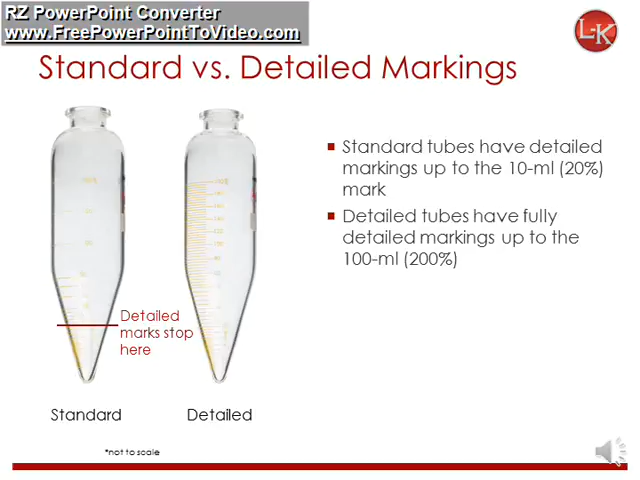 RZ PowerPoint Converter
www.FreePowerPointToVideo.com
L-K
Standard vs. Detailed Markings
Standard tubes have detailed
markings up to the 10-ml (20%)
mark
Detailed tubes have fully
detailed markings up to the
100-ml (200%)
Detailed
marks stop
here
Standard
Detailed
*not to scale